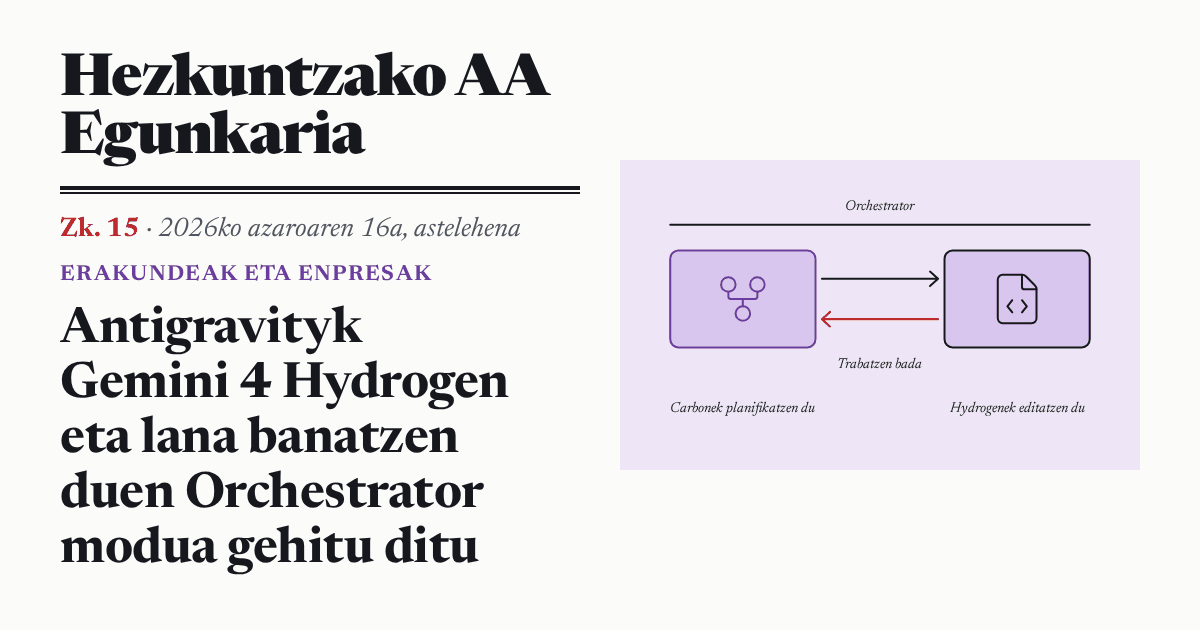 Hezkuntzako AA
Egunkaria
Zk. 15 · 2026ko azaroaren 16a, astelehena
ERAKUNDEAK ETA ENPRESAK
Antigravityk
Gemini 4 Hydrogen
eta lana banatzen
duen Orchestrator
modua gehitu ditu
Orchestrator
Trabatzen bada
Carbonek planifikatzen du
Hydrogenek editatzen du